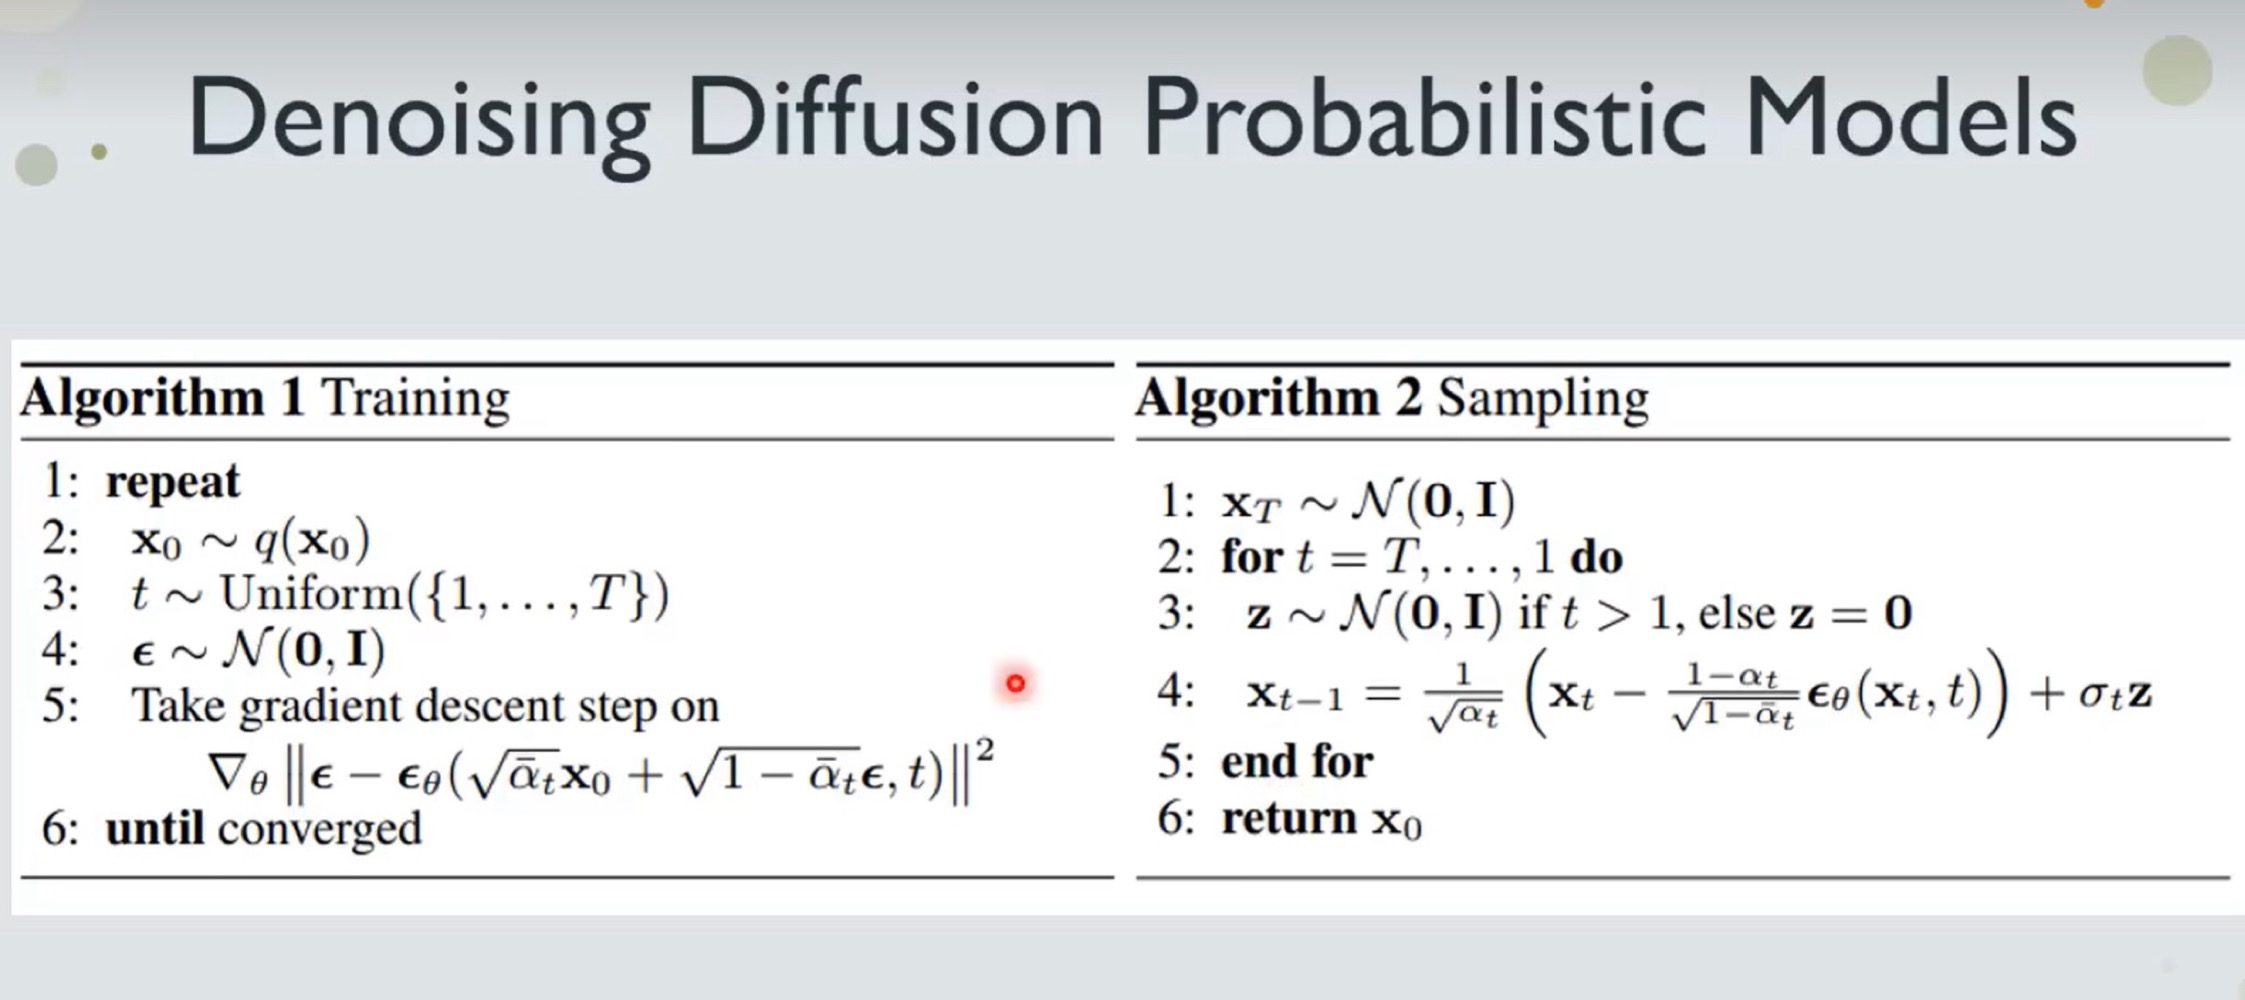 Denoising Diffusion Probabilistic Models
Algorithm 1 Training
1: repeat
2: x₀ ∼ q(x₀)
3: t ∼ Uniform({1, . . . , T})
4: ϵ ∼ 𝒩(0, I)
5: Take gradient descent step on
∇θ ‖ϵ − ϵθ(√ᾱₜx₀ + √(1 − ᾱₜ)ϵ, t)‖²
6: until converged
Algorithm 2 Sampling
1: x_T ∼ 𝒩(0, I)
2: for t = T, . . . , 1 do
3: z ∼ 𝒩(0, I) if t > 1, else z = 0
4: xₜ₋₁ = 1/√αₜ (xₜ − (1−αₜ)/√(1−ᾱₜ) ϵθ(xₜ, t)) + σₜz
5: end for
6: return x₀